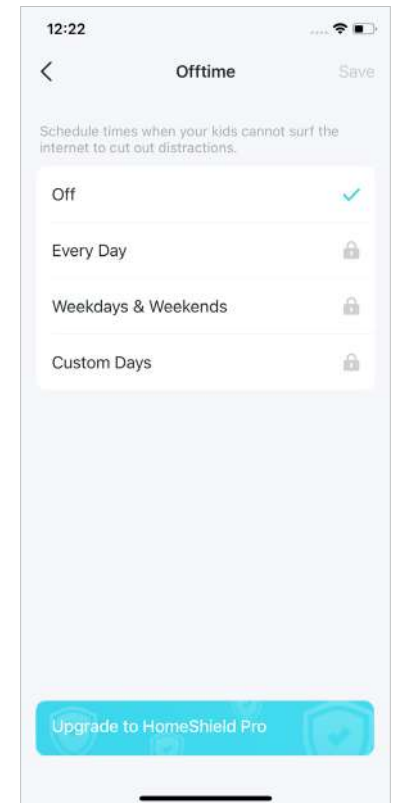 12:22
Offtime
Save
Schedule times when your kids cannot surf the
internet to cut out distractions.
Off
Every Day
Weekdays & Weekends
Custom Days
Upgrade to HomeShield Pro